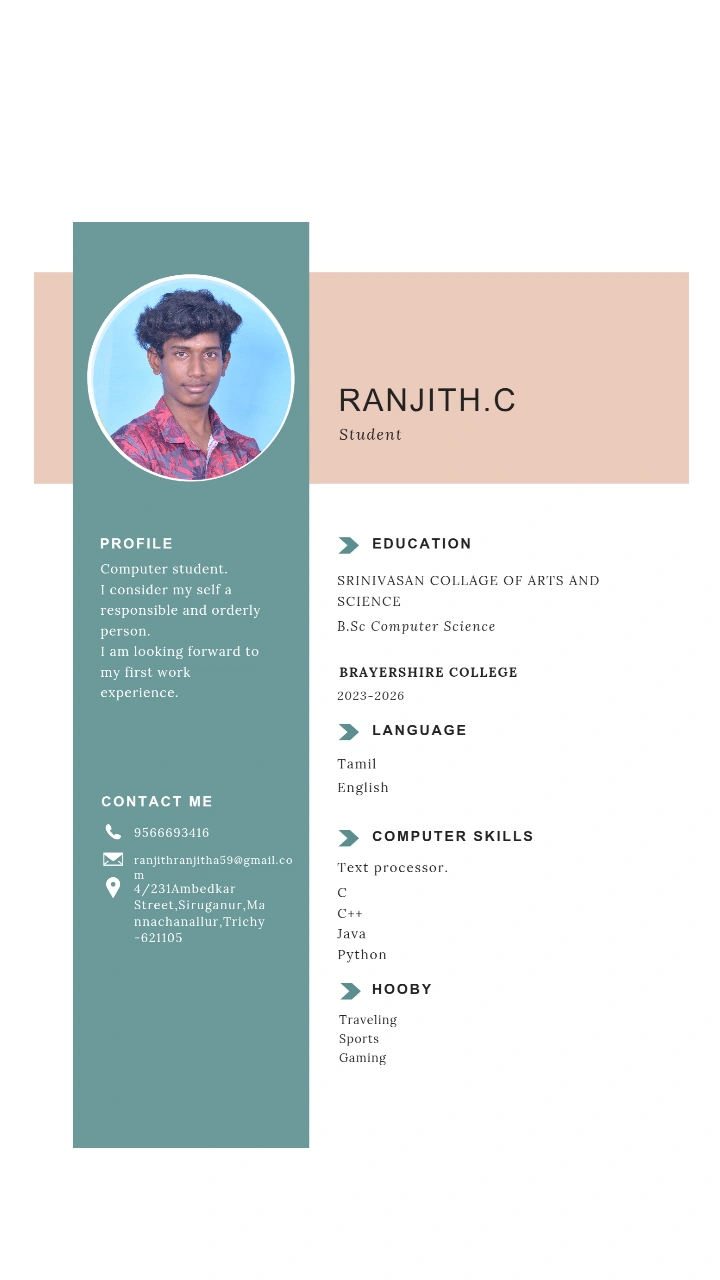 RANJITH.C
Student
PROFILE
Computer student.
I consider my self a
responsible and orderly
person.
I am looking forward to
my first work
experience.
CONTACT ME
9566693416
ranjithranjitha59@gmail.co
m
4/231Ambedkar
Street,Siruganur,Ma
nnachanallur,Trichy
-621105
EDUCATION
SRINIVASAN COLLAGE OF ARTS AND
SCIENCE
B.Sc Computer Science
BRAYERSHIRE COLLEGE
2023-2026
LANGUAGE
Tamil
English
COMPUTER SKILLS
Text processor.
C
C++
Java
Python
HOOBY
Traveling
Sports
Gaming